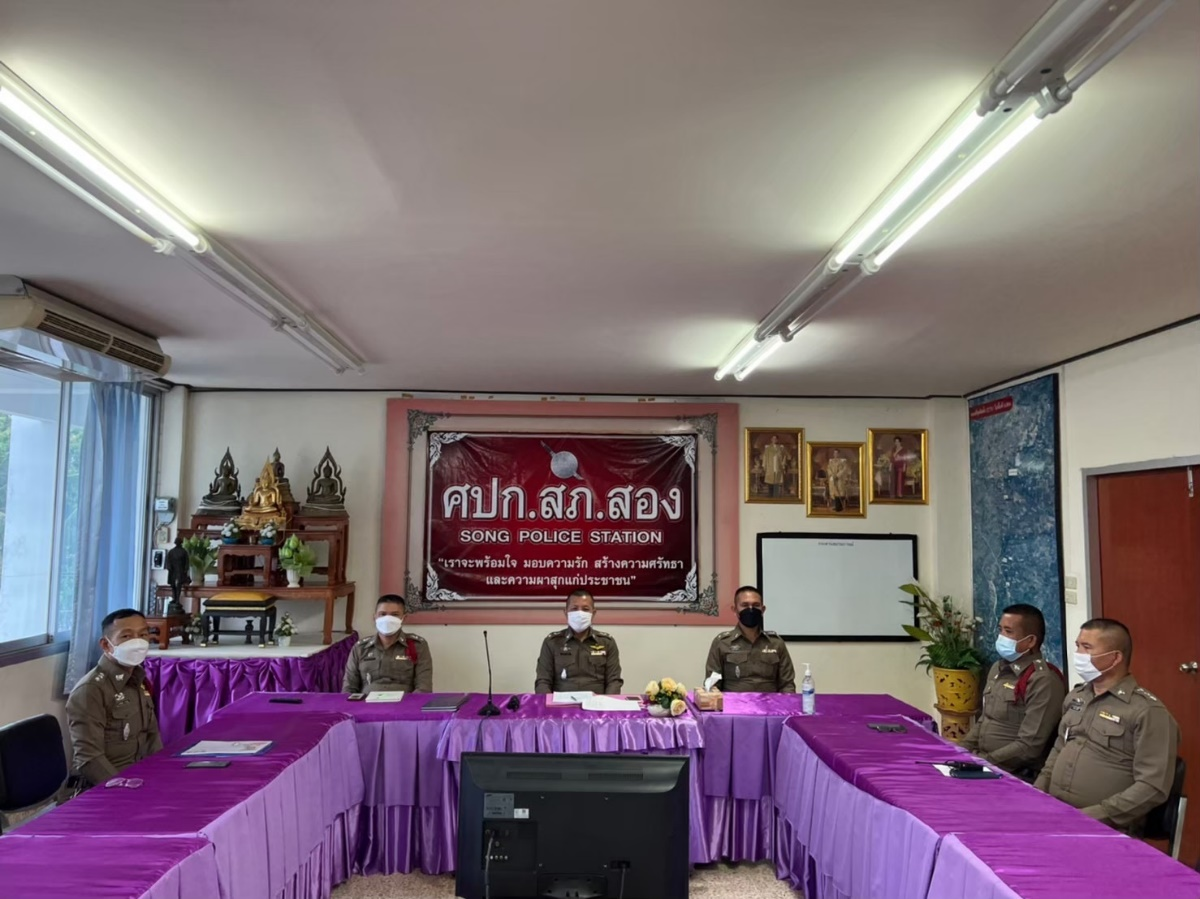 ศปก.สภ.สอง
SONG POLICE STATION
“เราจะพร้อมใจ มอบความรัก สร้างความศรัทธา
และความผาสุกแก่ประชาชน”